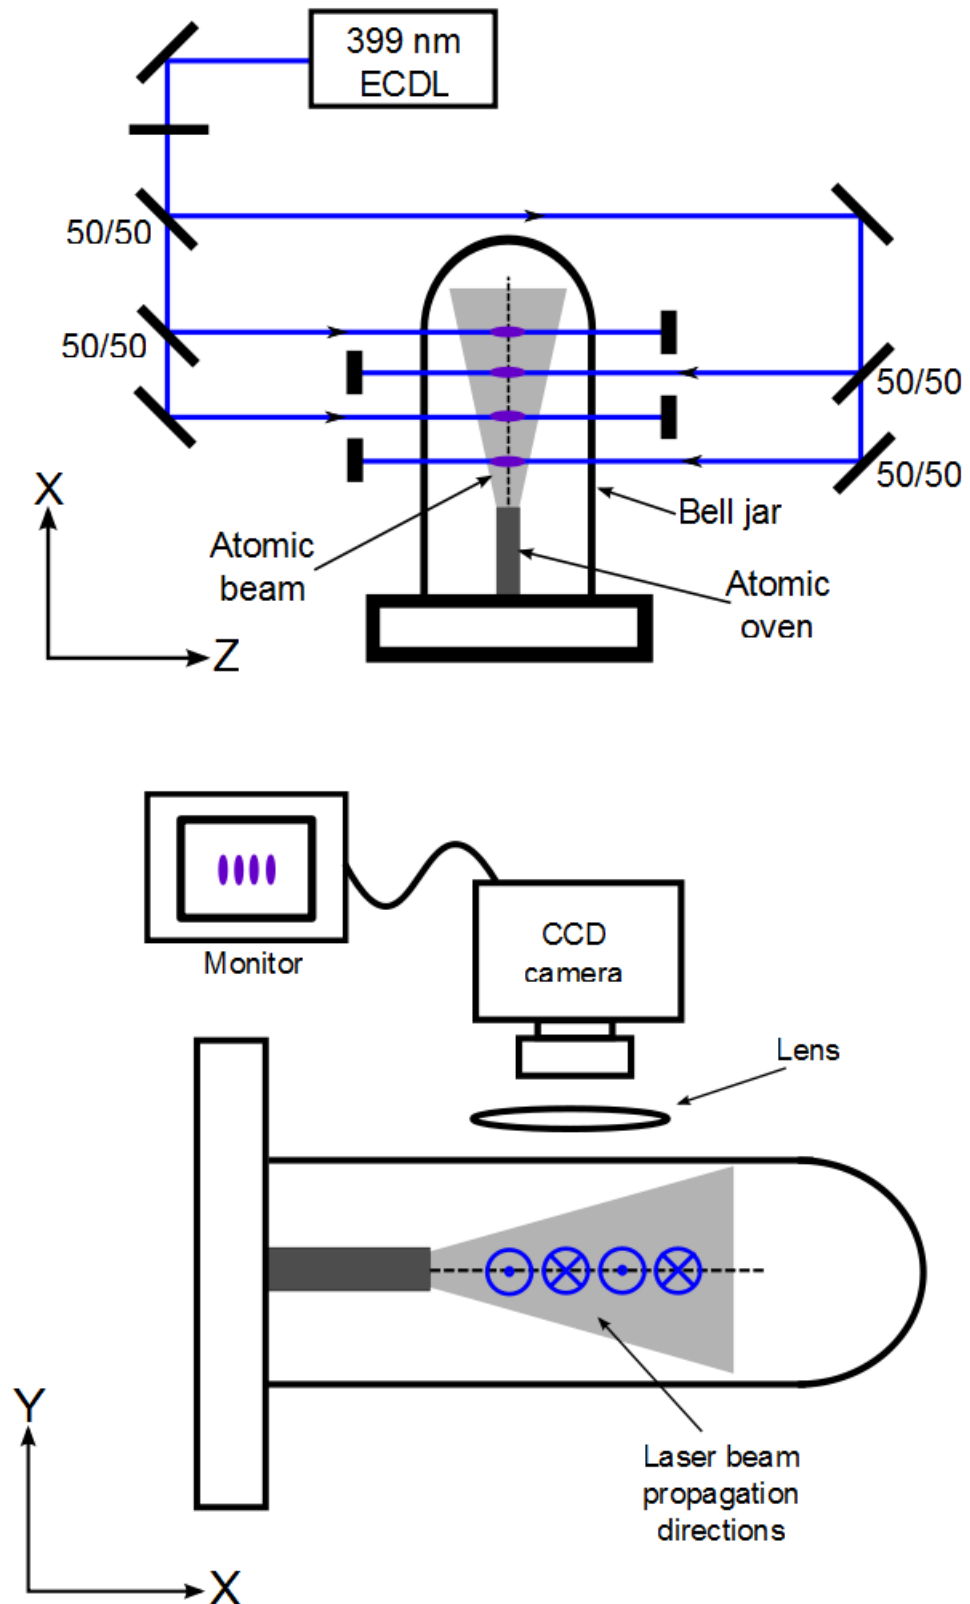 399 nm
ECDL
50/50
50/50
50/50
50/50
X
Z
Atomic
beam
Bell jar
Atomic
oven
Monitor
CCD
camera
Lens
Y
X
Laser beam
propagation
directions